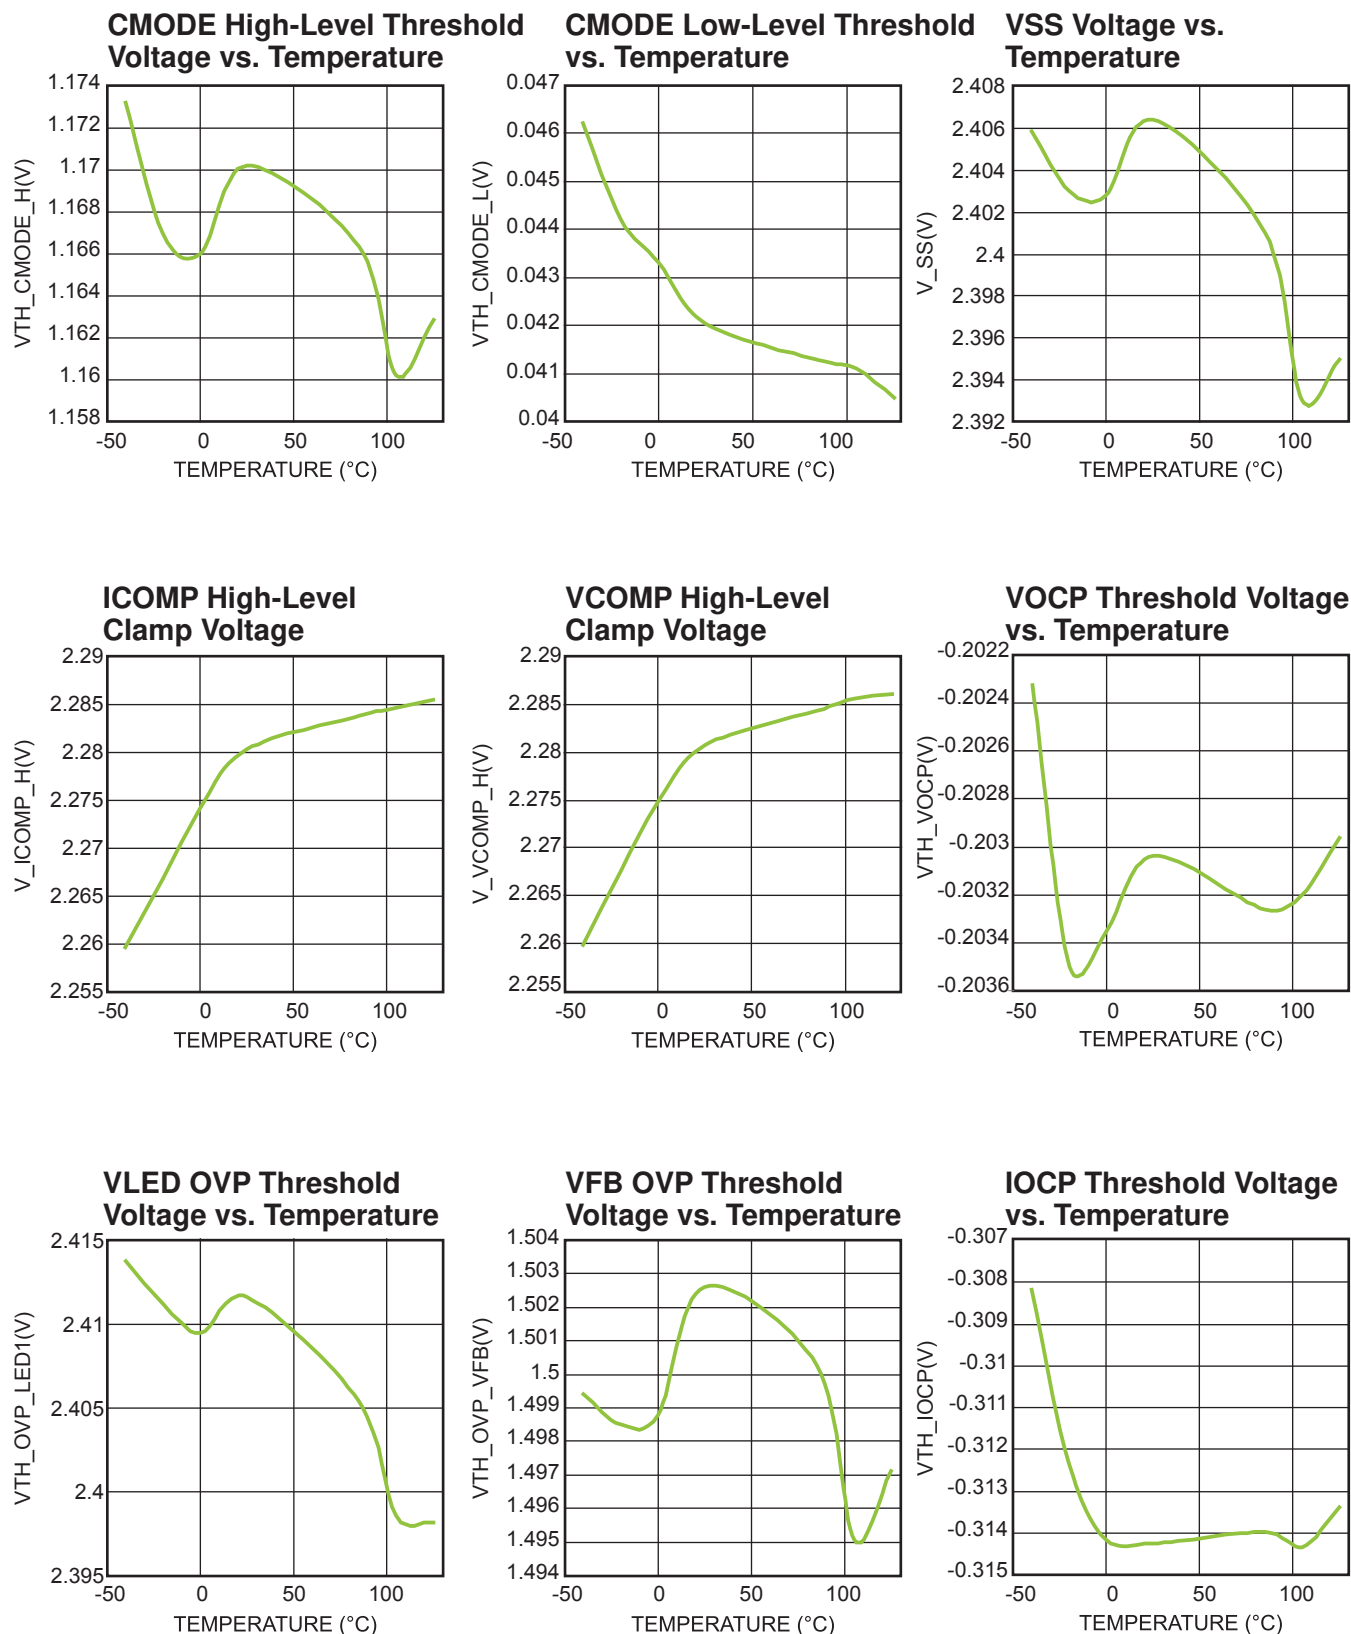 CMODE High-Level Threshold
Voltage vs. Temperature
1.174
1.172
1.17
1.168
1.166
1.164
1.162
1.16
1.158
VTH_CMODE_H(V)
-50 0 50 100
TEMPERATURE (°C)
CMODE Low-Level Threshold
vs. Temperature
0.047
0.046
0.045
0.044
0.043
0.042
0.041
0.04
VTH_CMODE_L(V)
-50 0 50 100
TEMPERATURE (°C)
VSS Voltage vs.
Temperature
2.408
2.406
2.404
2.402
2.4
2.398
2.396
2.394
2.392
V_SS(V)
-50 0 50 100
TEMPERATURE (°C)
ICOMP High-Level
Clamp Voltage
2.29
2.285
2.28
2.275
2.27
2.265
2.26
2.255
V_ICOMP_H(V)
-50 0 50 100
TEMPERATURE (°C)
VCOMP High-Level
Clamp Voltage
2.29
2.285
2.28
2.275
2.27
2.265
2.26
2.255
V_VCOMP_H(V)
-50 0 50 100
TEMPERATURE (°C)
VOCP Threshold Voltage
vs. Temperature
-0.2022
-0.2024
-0.2026
-0.2028
-0.203
-0.2032
-0.2034
-0.2036
VTH_VOCP(V)
-50 0 50 100
TEMPERATURE (°C)
VLED OVP Threshold
Voltage vs. Temperature
2.415
2.41
2.405
2.4
2.395
VTH_OVP_LED1(V)
-50 0 50 100
TEMPERATURE (°C)
VFB OVP Threshold
Voltage vs. Temperature
1.504
1.503
1.502
1.501
1.5
1.499
1.498
1.497
1.496
1.495
1.494
VTH_OVP_VFB(V)
-50 0 50 100
TEMPERATURE (°C)
IOCP Threshold Voltage
vs. Temperature
-0.307
-0.308
-0.309
-0.31
-0.311
-0.312
-0.313
-0.314
-0.315
VTH_IOCP(V)
-50 0 50 100
TEMPERATURE (°C)